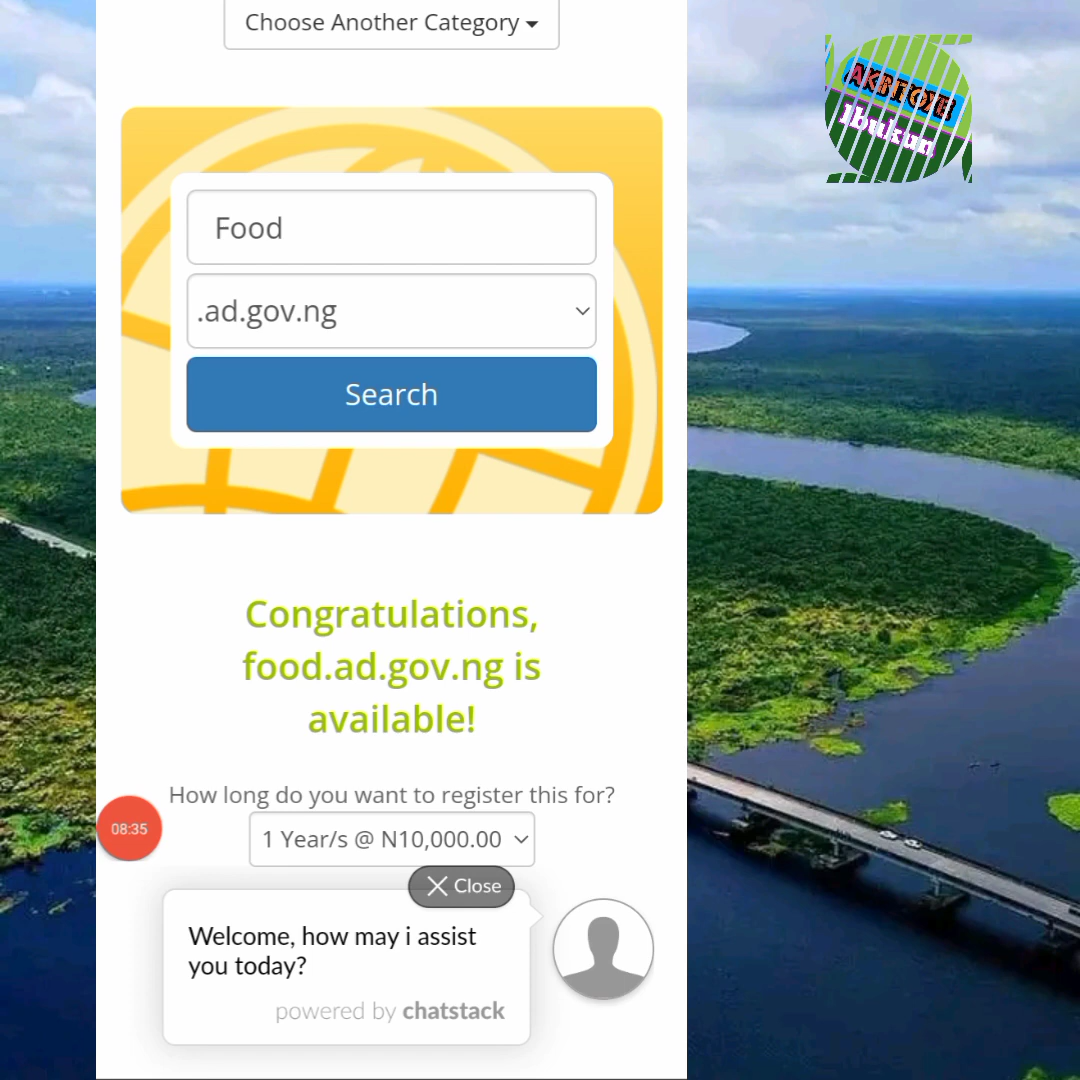 Choose Another Category
AKINTOYE
Ibukun
Food
.ad.gov.ng
Search
Congratulations,
food.ad.gov.ng is
available!
How long do you want to register this for?
08:35
1 Year/s @ N10,000.00
Close
Welcome, how may i assist
you today?
powered by chatstack